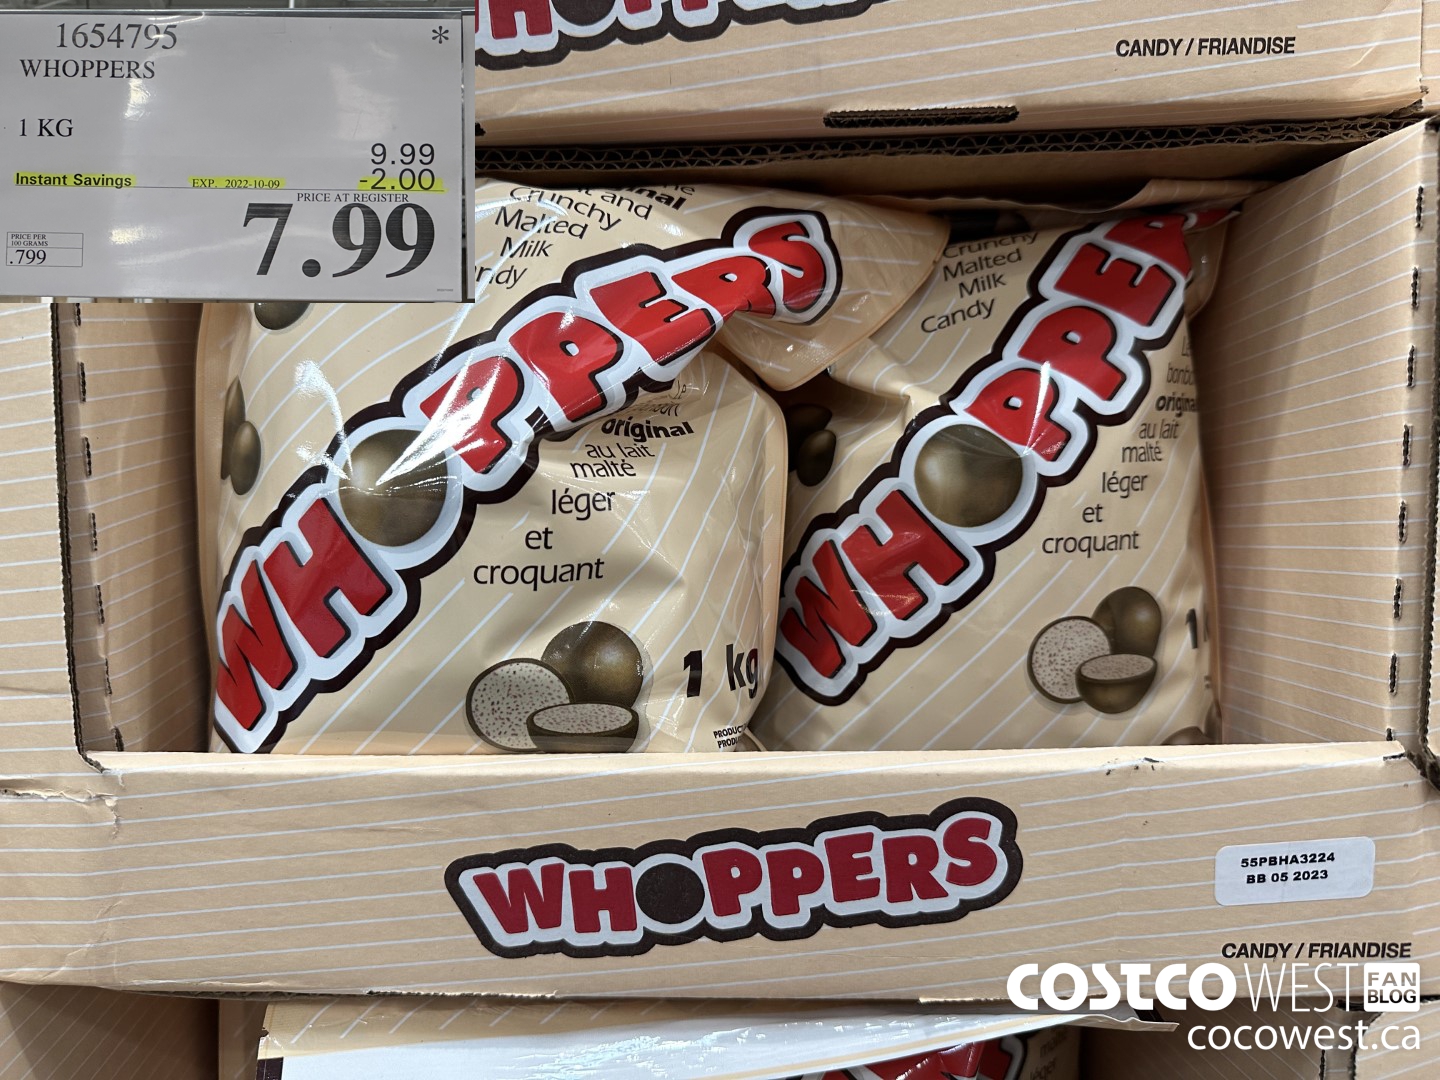 1654795 *
WHOPPERS
1 KG
9.99
Instant Savings EXP. 2022-10-09 -2.00
PRICE AT REGISTER
7.99
PRICE PER
100 GRAMS
.799
CANDY / FRIANDISE
Crunchy
Malted
Milk
WHOPPERS
original
au lait
malté
léger
et
croquant
1 kg
Crunchy
Malted
Milk
Candy
WHOPPERS
original
au lait
malté
léger
et
croquant
1
WHOPPERS
55PBHA3224
BB 05 2023
CANDY / FRIANDISE
COSTCO WEST FAN BLOG
cocowest.ca